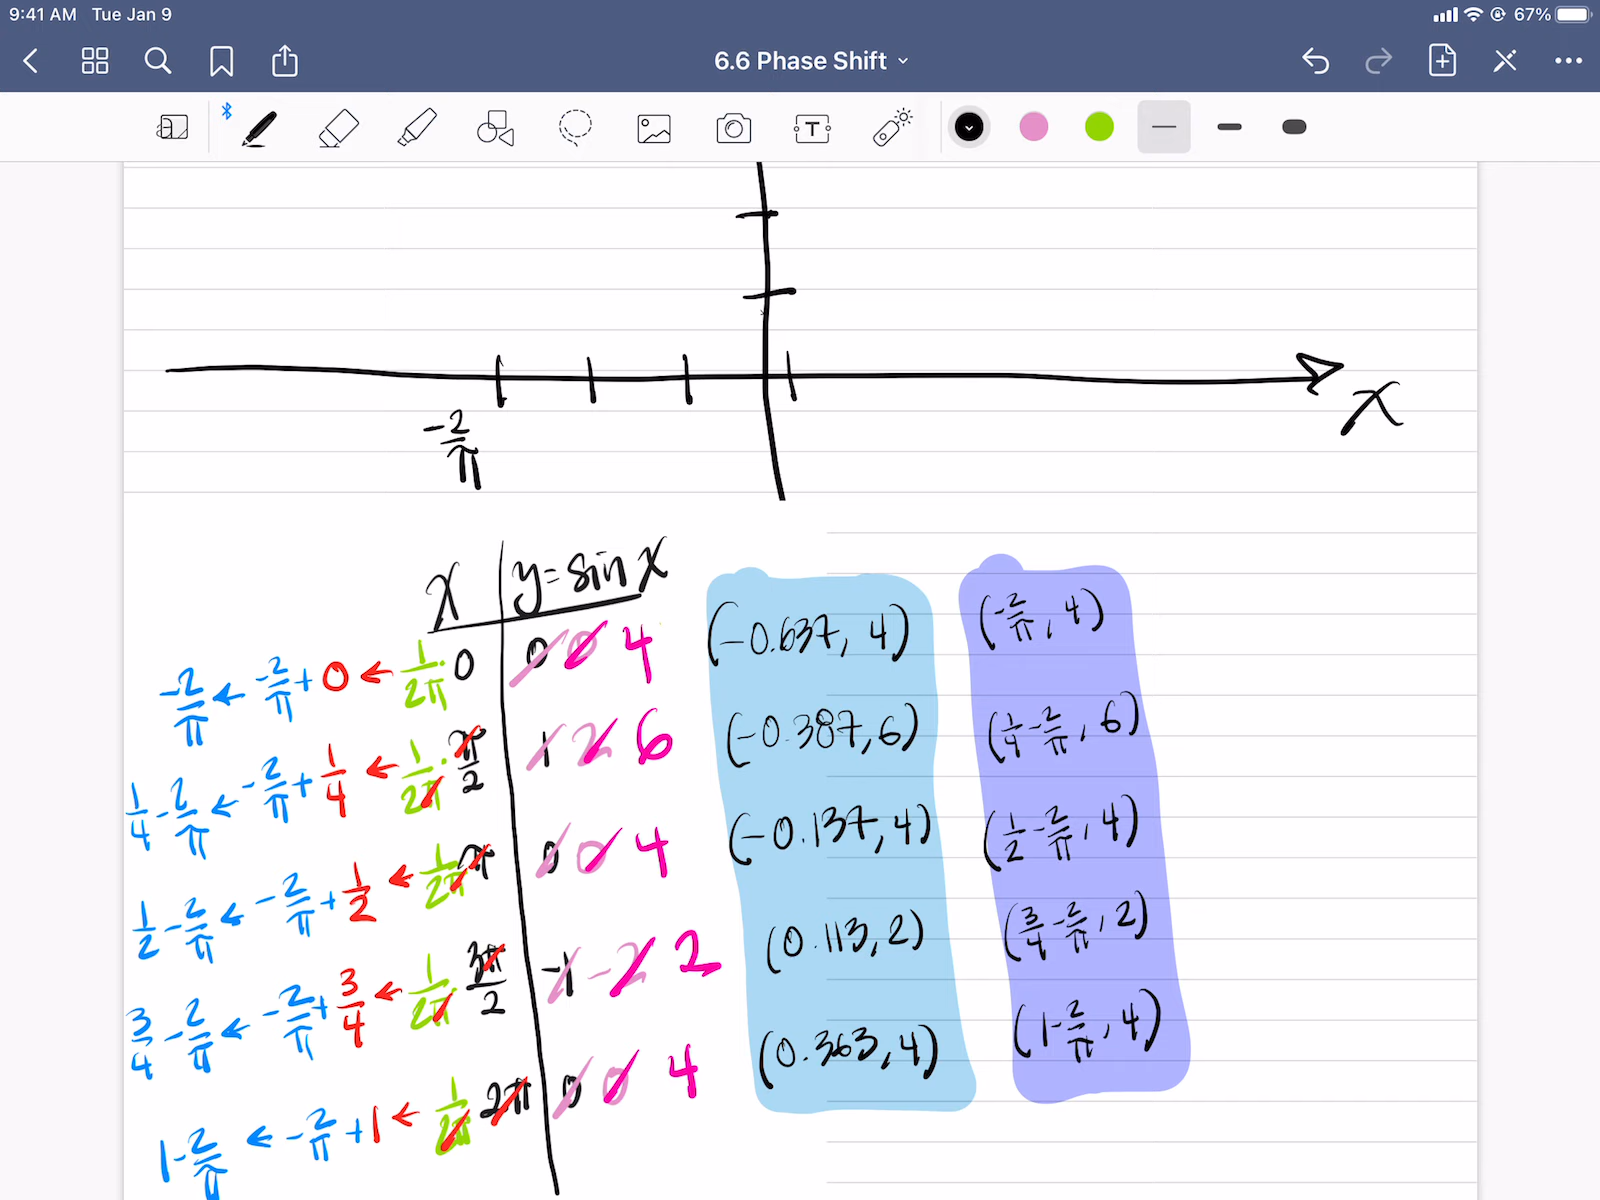 9:41 AM Tue Jan 9
67%
6.6 Phase Shift
T
x
-2/π
x | y = sin x
-2/π ← -2/π + 0 ← 1/2π · 0 | 0 0 4 (-0.637, 4) (-2/π, 4)
1/4 - 2/π ← -2/π + 1/4 ← 1/2π · π/2 | 1 2 6 (-0.387, 6) (1/4 - 2/π, 6)
1/2 - 2/π ← -2/π + 1/2 ← 1/2π · π | 0 0 4 (-0.137, 4) (1/2 - 2/π, 4)
3/4 - 2/π ← -2/π + 3/4 ← 1/2π · 3π/2 | -1 -2 2 (0.113, 2) (3/4 - 2/π, 2)
1 - 2/π ← -2/π + 1 ← 1/2π · 2π | 0 0 4 (0.363, 4) (1 - 2/π, 4)